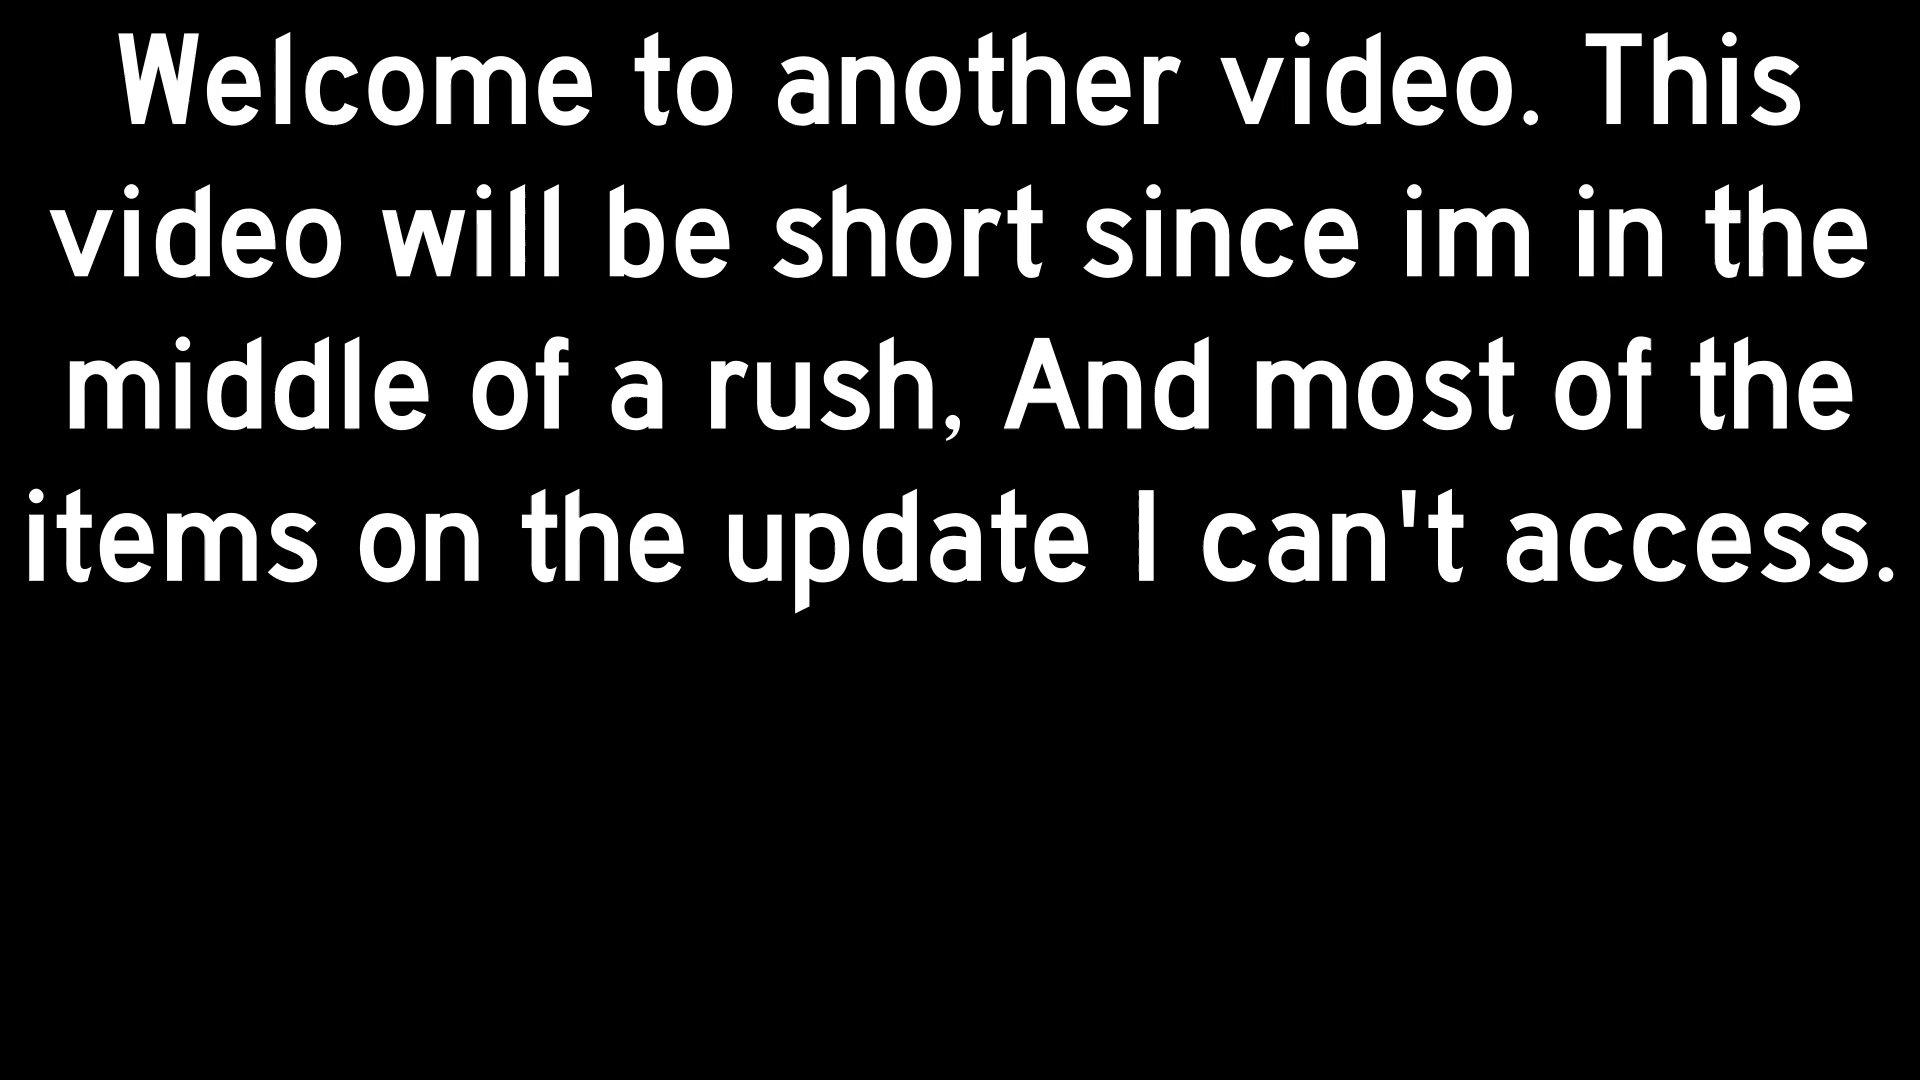 Welcome to another video. This
video will be short since im in the
middle of a rush, And most of the
items on the update I can't access.